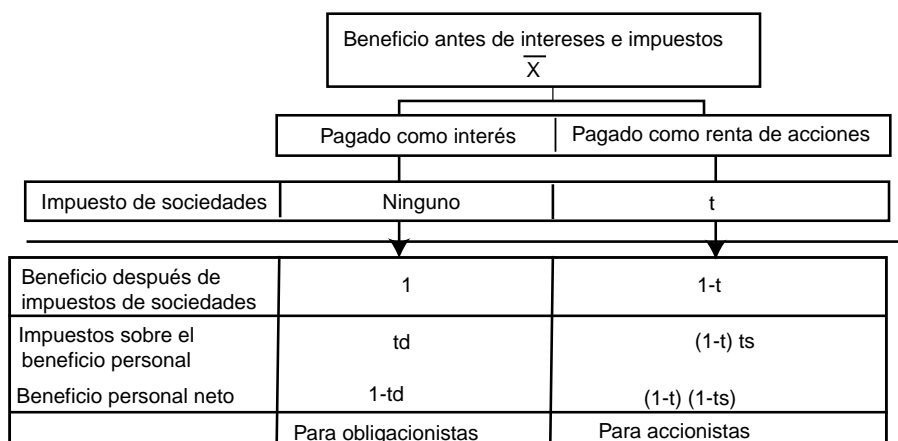 Beneficio antes de intereses e impuestos
X
Pagado como interés Pagado como renta de acciones
Impuesto de sociedades Ninguno t
Beneficio después de
impuestos de sociedades 1 1-t
Impuestos sobre el
beneficio personal td (1-t) ts
Beneficio personal neto 1-td (1-t) (1-ts)
Para obligacionistas Para accionistas